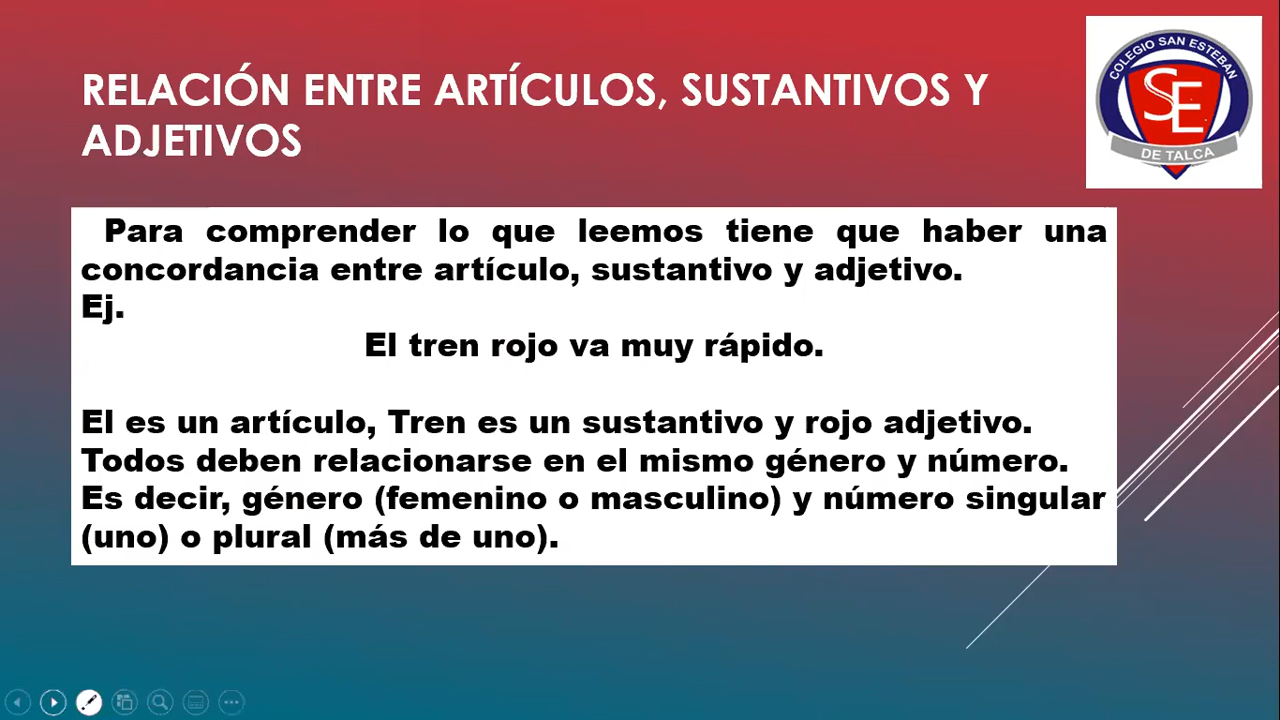 RELACIÓN ENTRE ARTÍCULOS, SUSTANTIVOS Y
ADJETIVOS
COLEGIO SAN ESTEBAN
SE
DE TALCA
Para comprender lo que leemos tiene que haber una
concordancia entre artículo, sustantivo y adjetivo.
Ej.
El tren rojo va muy rápido.
El es un artículo, Tren es un sustantivo y rojo adjetivo.
Todos deben relacionarse en el mismo género y número.
Es decir, género (femenino o masculino) y número singular
(uno) o plural (más de uno).